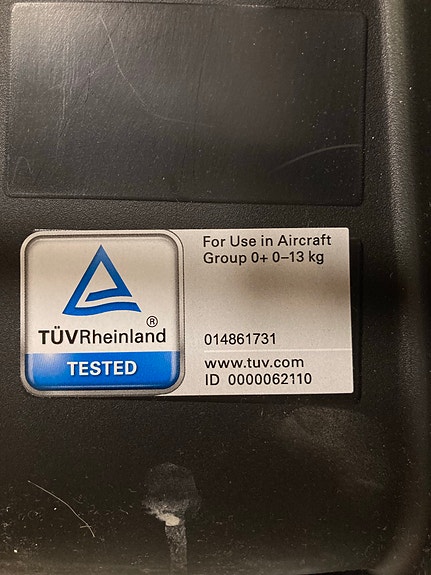 For Use in Aircraft
Group 0+ 0–13 kg
®
TÜVRheinland
TESTED
014861731
www.tuv.com
ID 0000062110